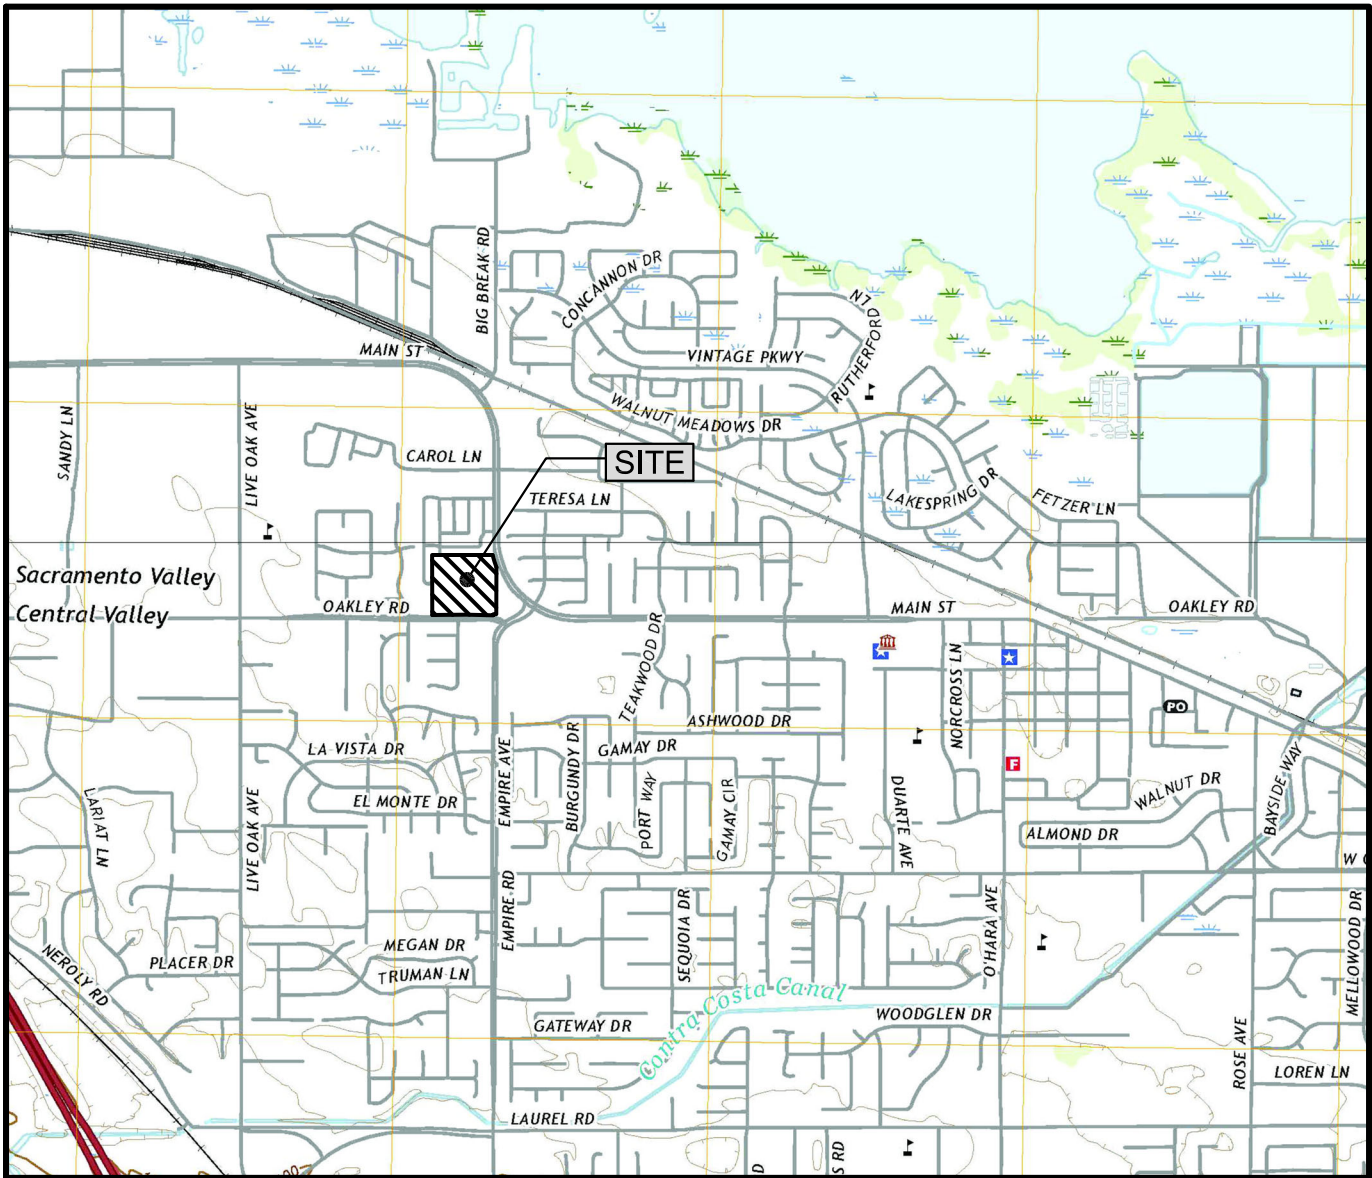 BIG BREAK RD
CONCANNON DR
N7
RUTHERFORD
MAIN ST
VINTAGE PKWY
WALNUT MEADOWS DR
SANDY LN
LIVE OAK AVE
CAROL LN
SITE
TERESA LN
LAKESPRING DR
FETZER LN
Sacramento Valley
Central Valley
OAKLEY RD
MAIN ST
OAKLEY RD
TEAKWOOD DR
NORCROSS LN
PO
ASHWOOD DR
LA VISTA DR
GAMAY DR
BURGUNDY DR
EMPIRE AVE
F
EL MONTE DR
PORT WAY
GAMAY CIR
DUARTE AVE
WALNUT DR
BAYSIDE WAY
ALMOND DR
LARIAT LN
LIVE OAK AVE
EMPIRE RD
SEQUOIA DR
O'HARA AVE
MELLOWOOD DR
MEGAN DR
PLACER DR
TRUMAN LN
NEROLY RD
Contra Costa Canal
GATEWAY DR
WOODGLEN DR
ROSE AVE
LOREN LN
LAUREL RD
S RD